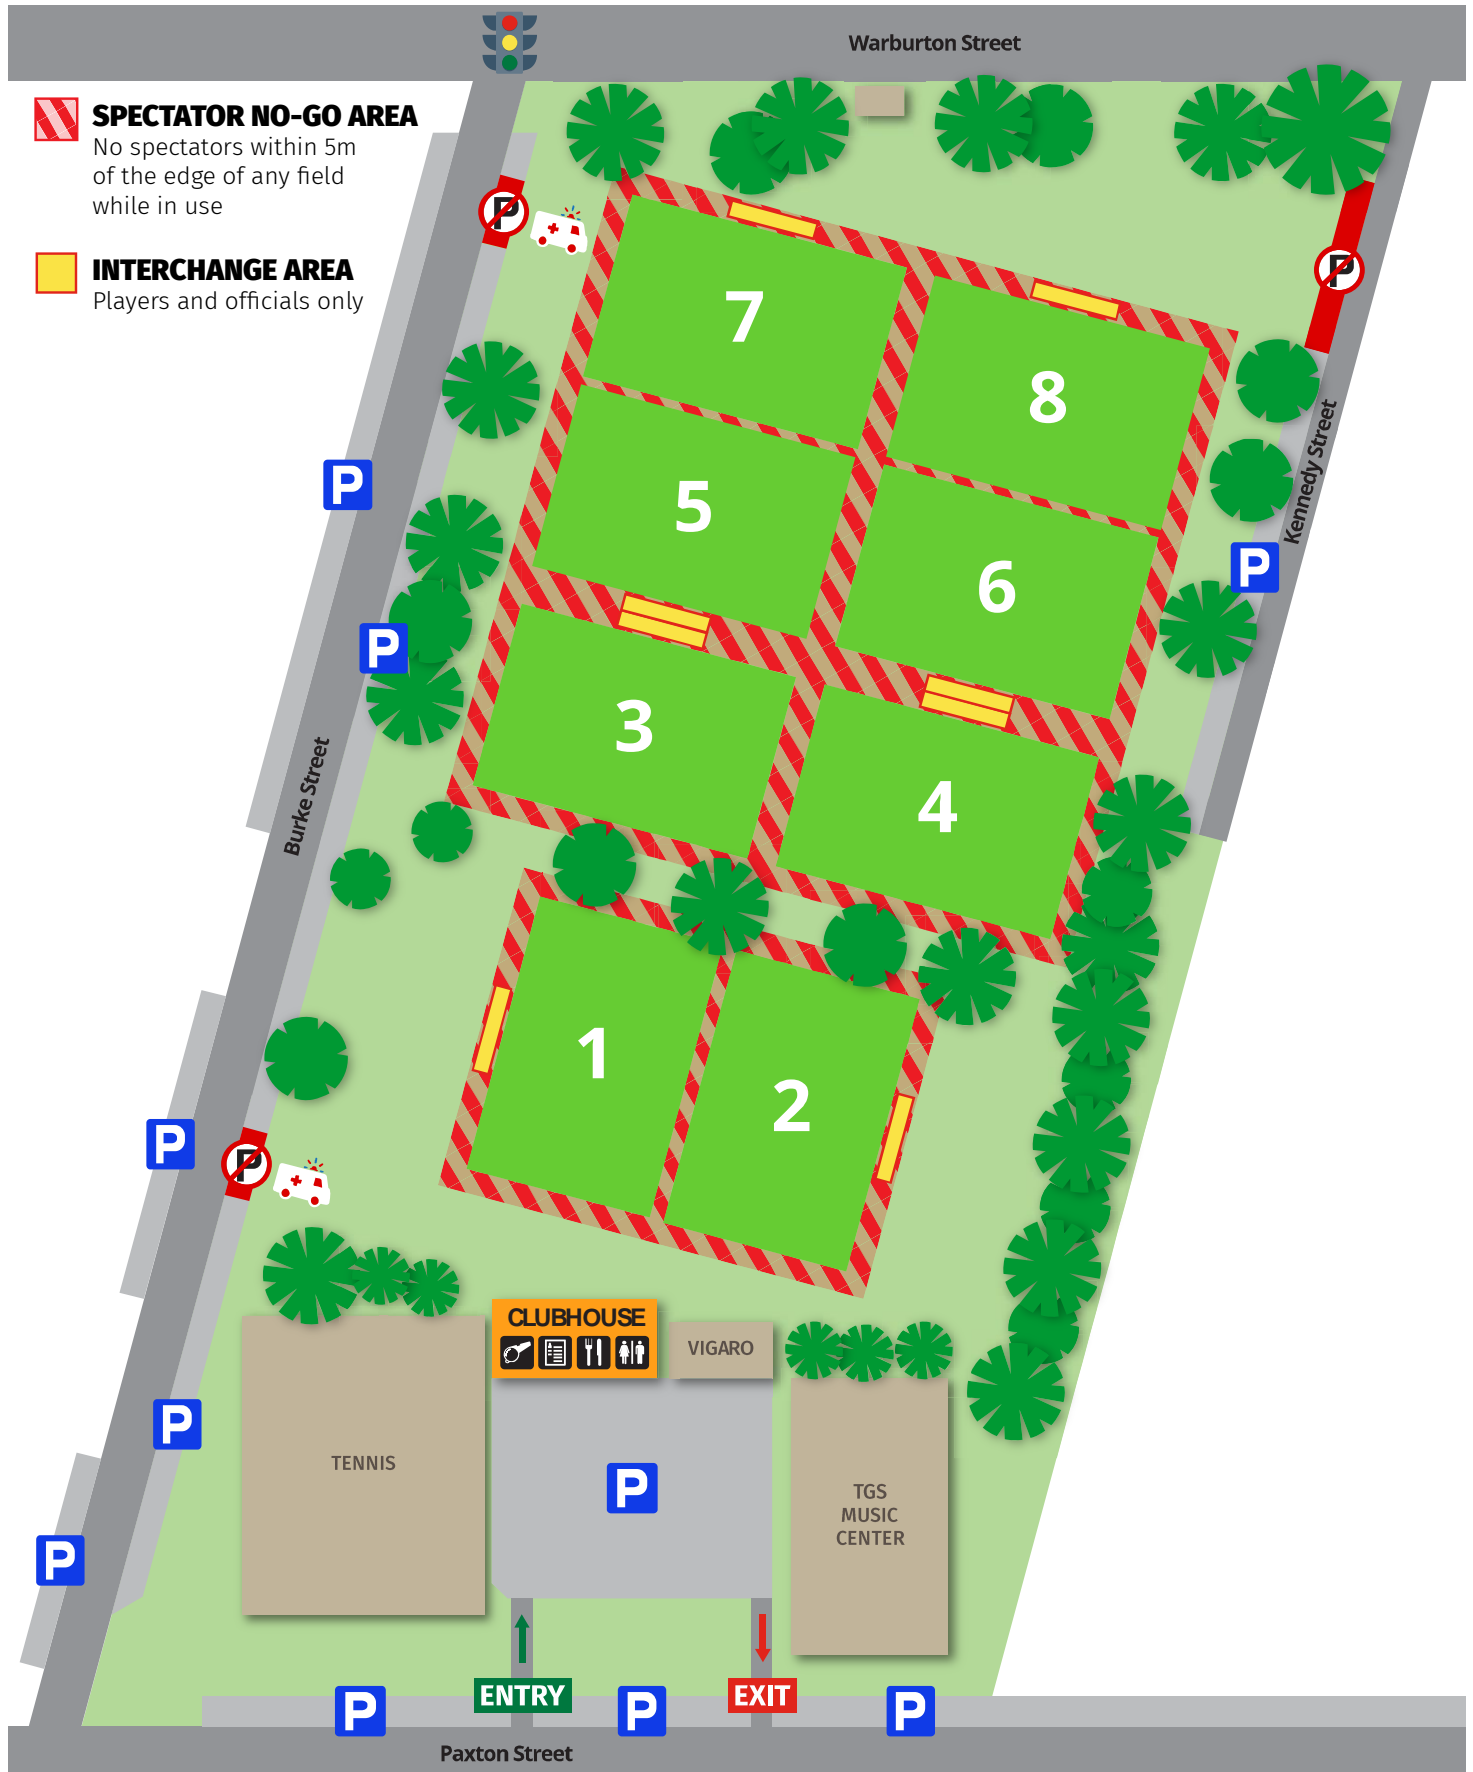 Warburton Street
SPECTATOR NO-GO AREA
No spectators within 5m
of the edge of any field
while in use
INTERCHANGE AREA
Players and officials only
P
P
7
8
Kennedy Street
P
5
P
6
P
3
Burke Street
4
1
2
P
P
CLUBHOUSE
VIGARO
P
TENNIS
P
TGS
MUSIC
CENTER
P
ENTRY
EXIT
P
P
P
Paxton Street